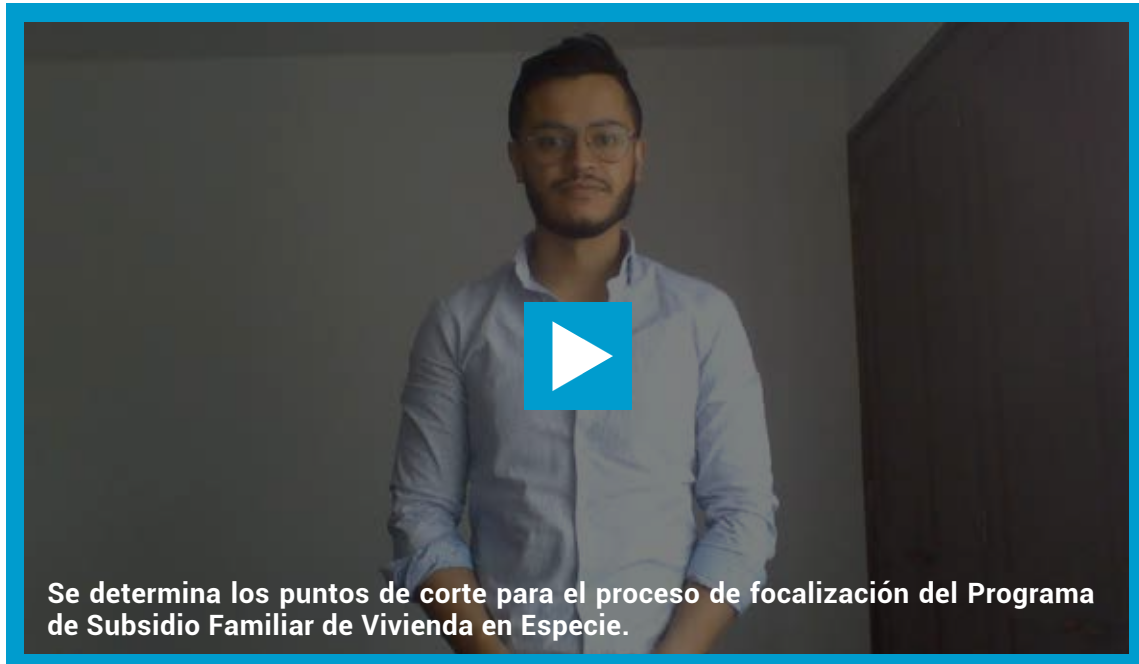 Se determina los puntos de corte para el proceso de focalización del Programa
de Subsidio Familiar de Vivienda en Especie.